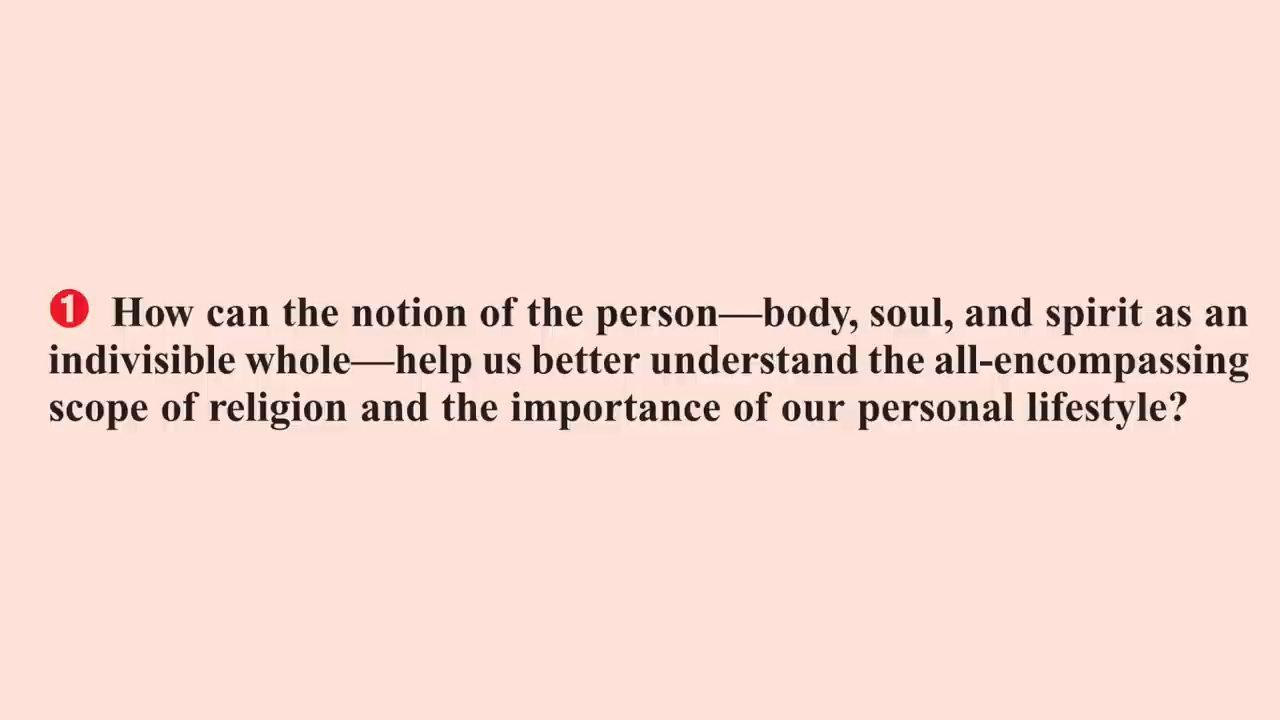 ❶ How can the notion of the person—body, soul, and spirit as an
indivisible whole—help us better understand the all-encompassing
scope of religion and the importance of our personal lifestyle?